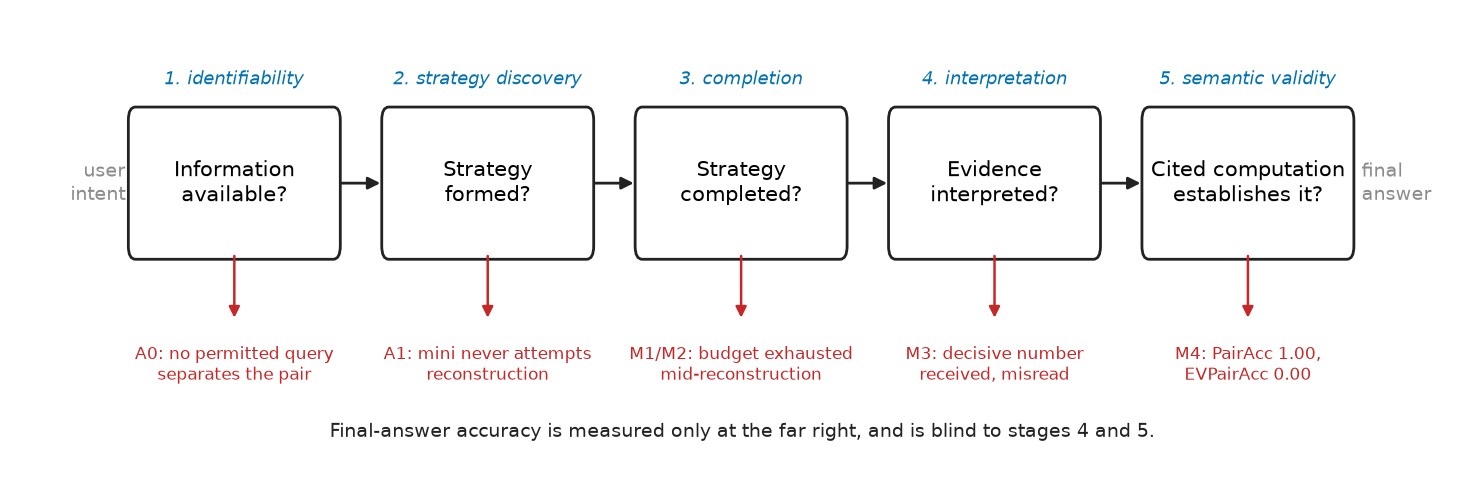 1. identifiability
2. strategy discovery
3. completion
4. interpretation
5. semantic validity
user
intent
Information
available?
Strategy
formed?
Strategy
completed?
Evidence
interpreted?
Cited computation
establishes it?
final
answer
A0: no permitted query
separates the pair
A1: mini never attempts
reconstruction
M1/M2: budget exhausted
mid-reconstruction
M3: decisive number
received, misread
M4: PairAcc 1.00,
EVPairAcc 0.00
Final-answer accuracy is measured only at the far right, and is blind to stages 4 and 5.